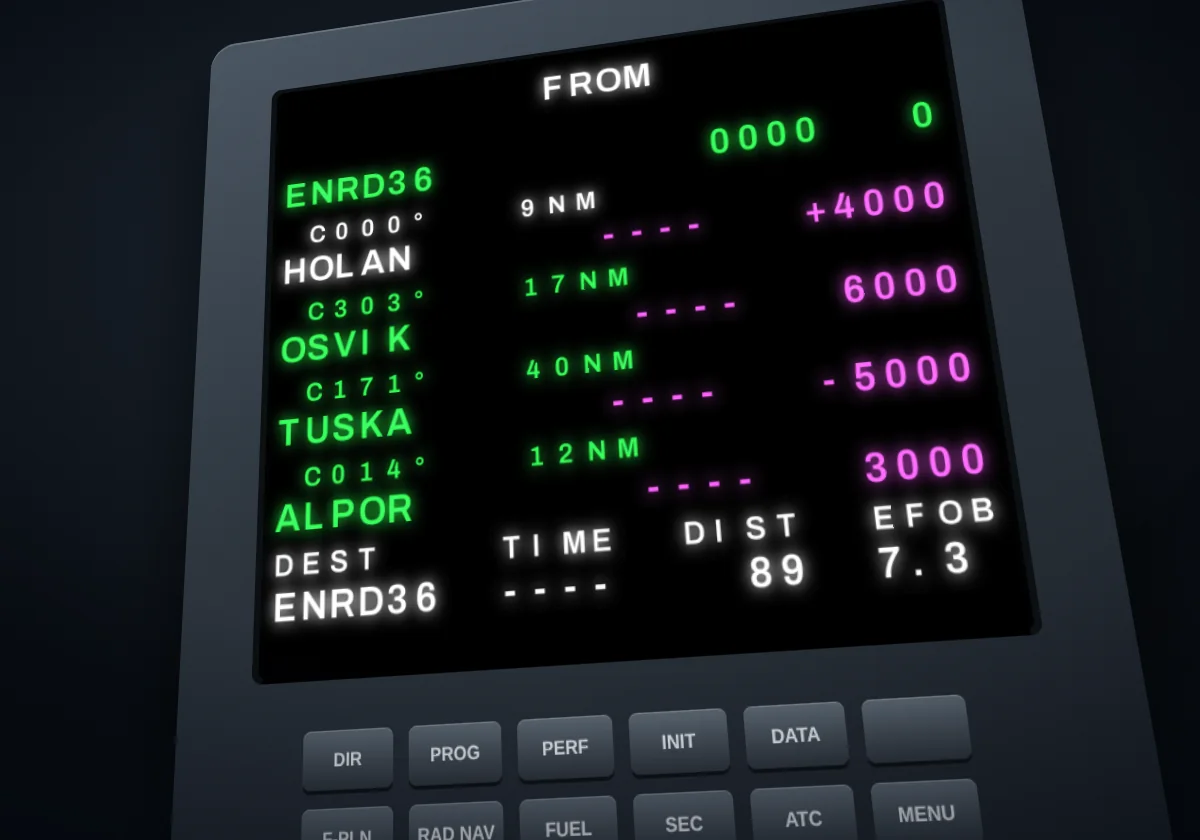 FROM
ENRD36 0000 0
C000° 9NM
HOLAN ---- +4000
C303° 17NM
OSVIK ---- 6000
C171° 40NM
TUSKA ---- -5000
C014° 12NM
ALPOR ---- 3000
DEST TIME DIST EFOB
ENRD36 ---- 89 7.3
DIR PROG PERF INIT DATA
F-PLN RAD NAV FUEL SEC ATC MENU